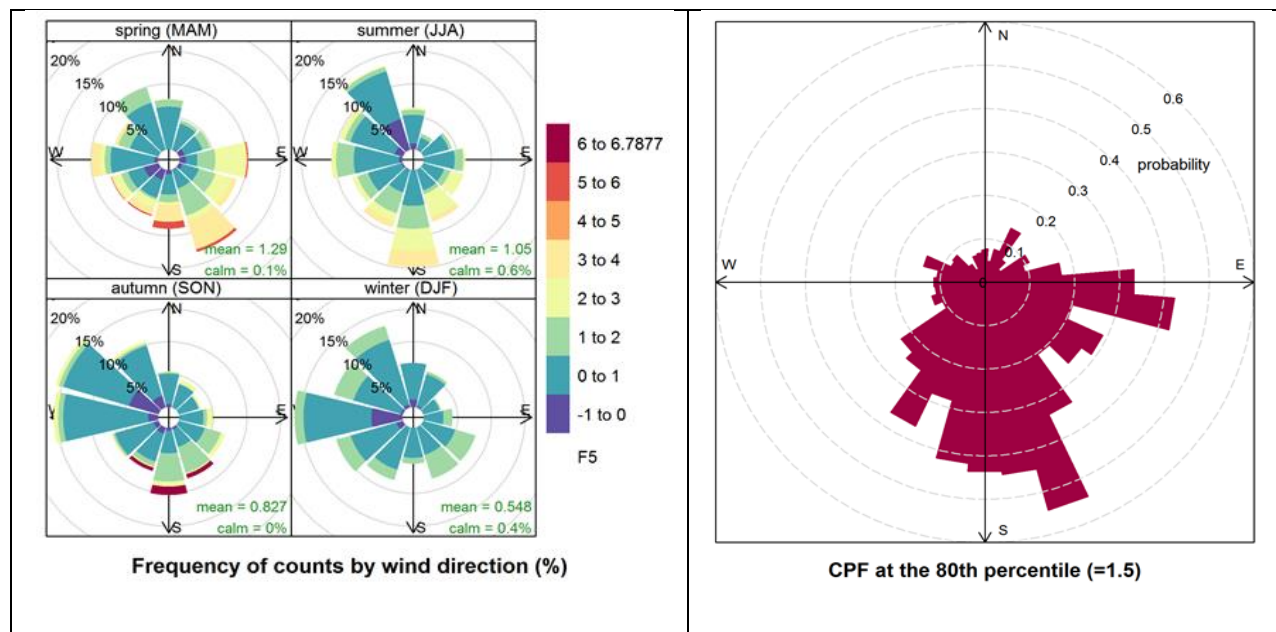 spring (MAM)
summer (JJA)
N
20%
15%
10%
5%
W
E
mean = 1.29
calm = 0.1%
N
10%
15%
20%
5%
E
S
mean = 1.05
calm = 0.6%
autumn (SON)
winter (DJF)
N
20%
15%
10%
5%
E
S
mean = 0.827
calm = 0%
N
20%
15%
10%
5%
E
S
mean = 0.548
calm = 0.4%
6 to 6.7877
5 to 6
4 to 5
3 to 4
2 to 3
1 to 2
0 to 1
-1 to 0
F5
Frequency of counts by wind direction (%)
N
0.6
0.5
0.4
probability
0.3
0.2
0.1
0
W
E
S
CPF at the 80th percentile (=1.5)